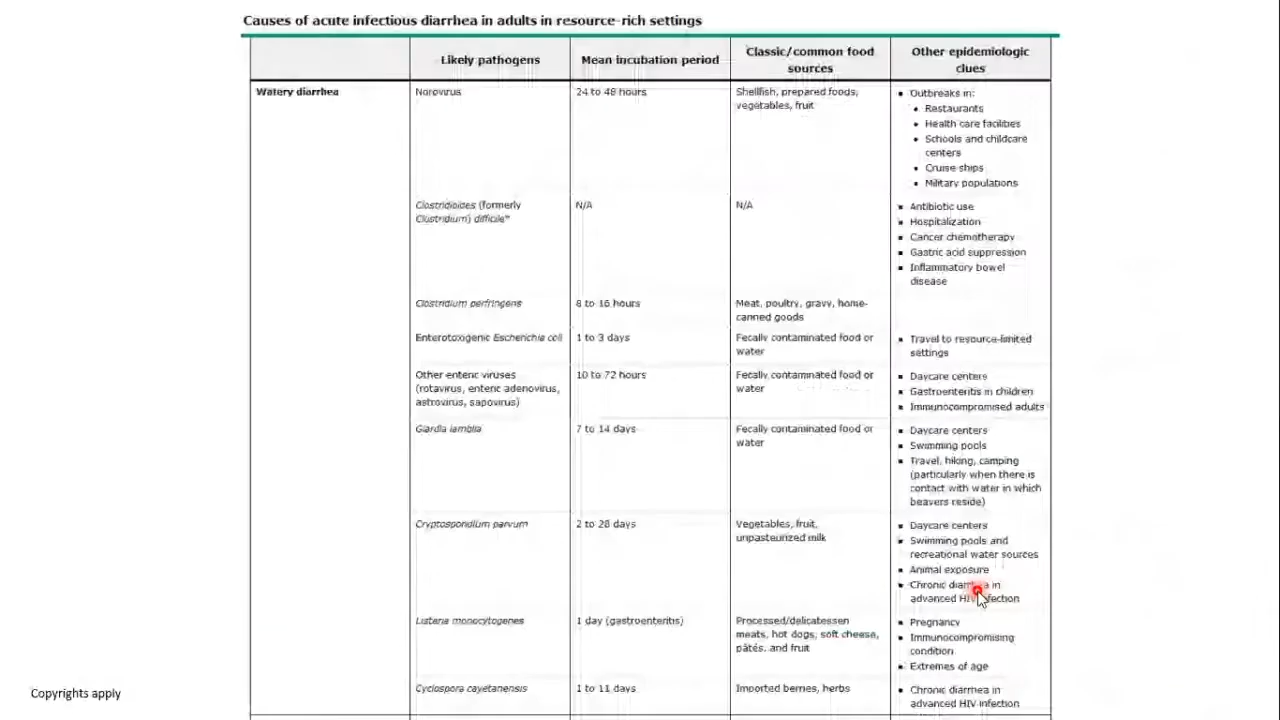 Causes of acute infectious diarrhea in adults in resource-rich settings
Likely pathogens
Mean incubation period
Classic/common food
sources
Other epidemiologic
clues
Watery diarrhea
Norovirus
24 to 48 hours
Shellfish, prepared foods,
vegetables, fruit
Outbreaks in:
Restaurants
Health care facilities
Schools and childcare
centers
Cruise ships
Military populations
Clostridioides (formerly
Clostridium) difficile*
N/A
N/A
Antibiotic use
Hospitalization
Cancer chemotherapy
Gastric acid suppression
Inflammatory bowel
disease
Clostridium perfringens
8 to 16 hours
Meat, poultry, gravy, home-
canned goods
Enterotoxigenic Escherichia coli
1 to 3 days
Fecally contaminated food or
water
Travel to resource-limited
settings
Other enteric viruses
(rotavirus, enteric adenovirus,
astrovirus, sapovirus)
10 to 72 hours
Fecally contaminated food or
water
Daycare centers
Gastroenteritis in children
Immunocompromised adults
Giardia lamblia
7 to 14 days
Fecally contaminated food or
water
Daycare centers
Swimming pools
Travel, hiking, camping
(particularly when there is
contact with water in which
beavers reside)
Cryptosporidium parvum
2 to 28 days
Vegetables, fruit,
unpasteurized milk
Daycare centers
Swimming pools and
recreational water sources
Animal exposure
Chronic diarrhea in
advanced HIV infection
Listeria monocytogenes
1 day (gastroenteritis)
Processed/delicatessen
meats, hot dogs, soft cheese,
pâtés, and fruit
Pregnancy
Immunocompromising
condition
Extremes of age
Cyclospora cayetanensis
1 to 11 days
Imported berries, herbs
Chronic diarrhea in
advanced HIV infection
Copyrights apply